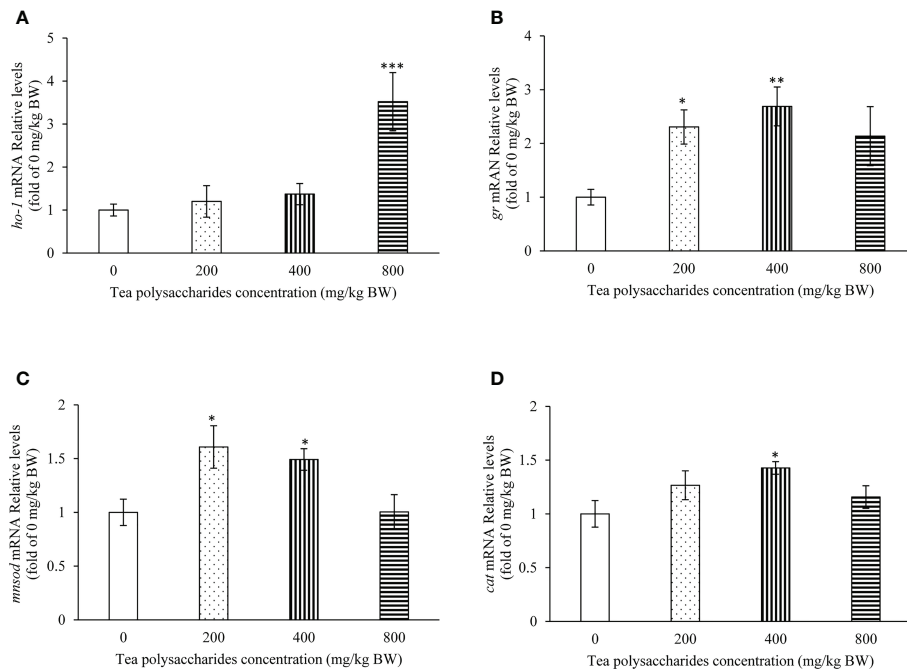 A
ho-1 mRNA Relative levels
(fold of 0 mg/kg BW)
5
4
3
2
1
0
***
0 200 400 800
Tea polysaccharides concentration (mg/kg BW)
B
gr mRAN Relative levels
(fold of 0 mg/kg BW)
4
3
2
1
0
*
**
0 200 400 800
Tea polysaccharides concentration (mg/kg BW)
C
mnsod mRNA Relative levels
(fold of 0 mg/kg BW)
2
1.5
1
0.5
0
*
*
0 200 400 800
Tea polysaccharides concentration (mg/kg BW)
D
cat mRNA Relative levels
(fold of 0 mg/kg BW)
2
1.5
1
0.5
0
*
0 200 400 800
Tea polysaccharides concentration (mg/kg BW)